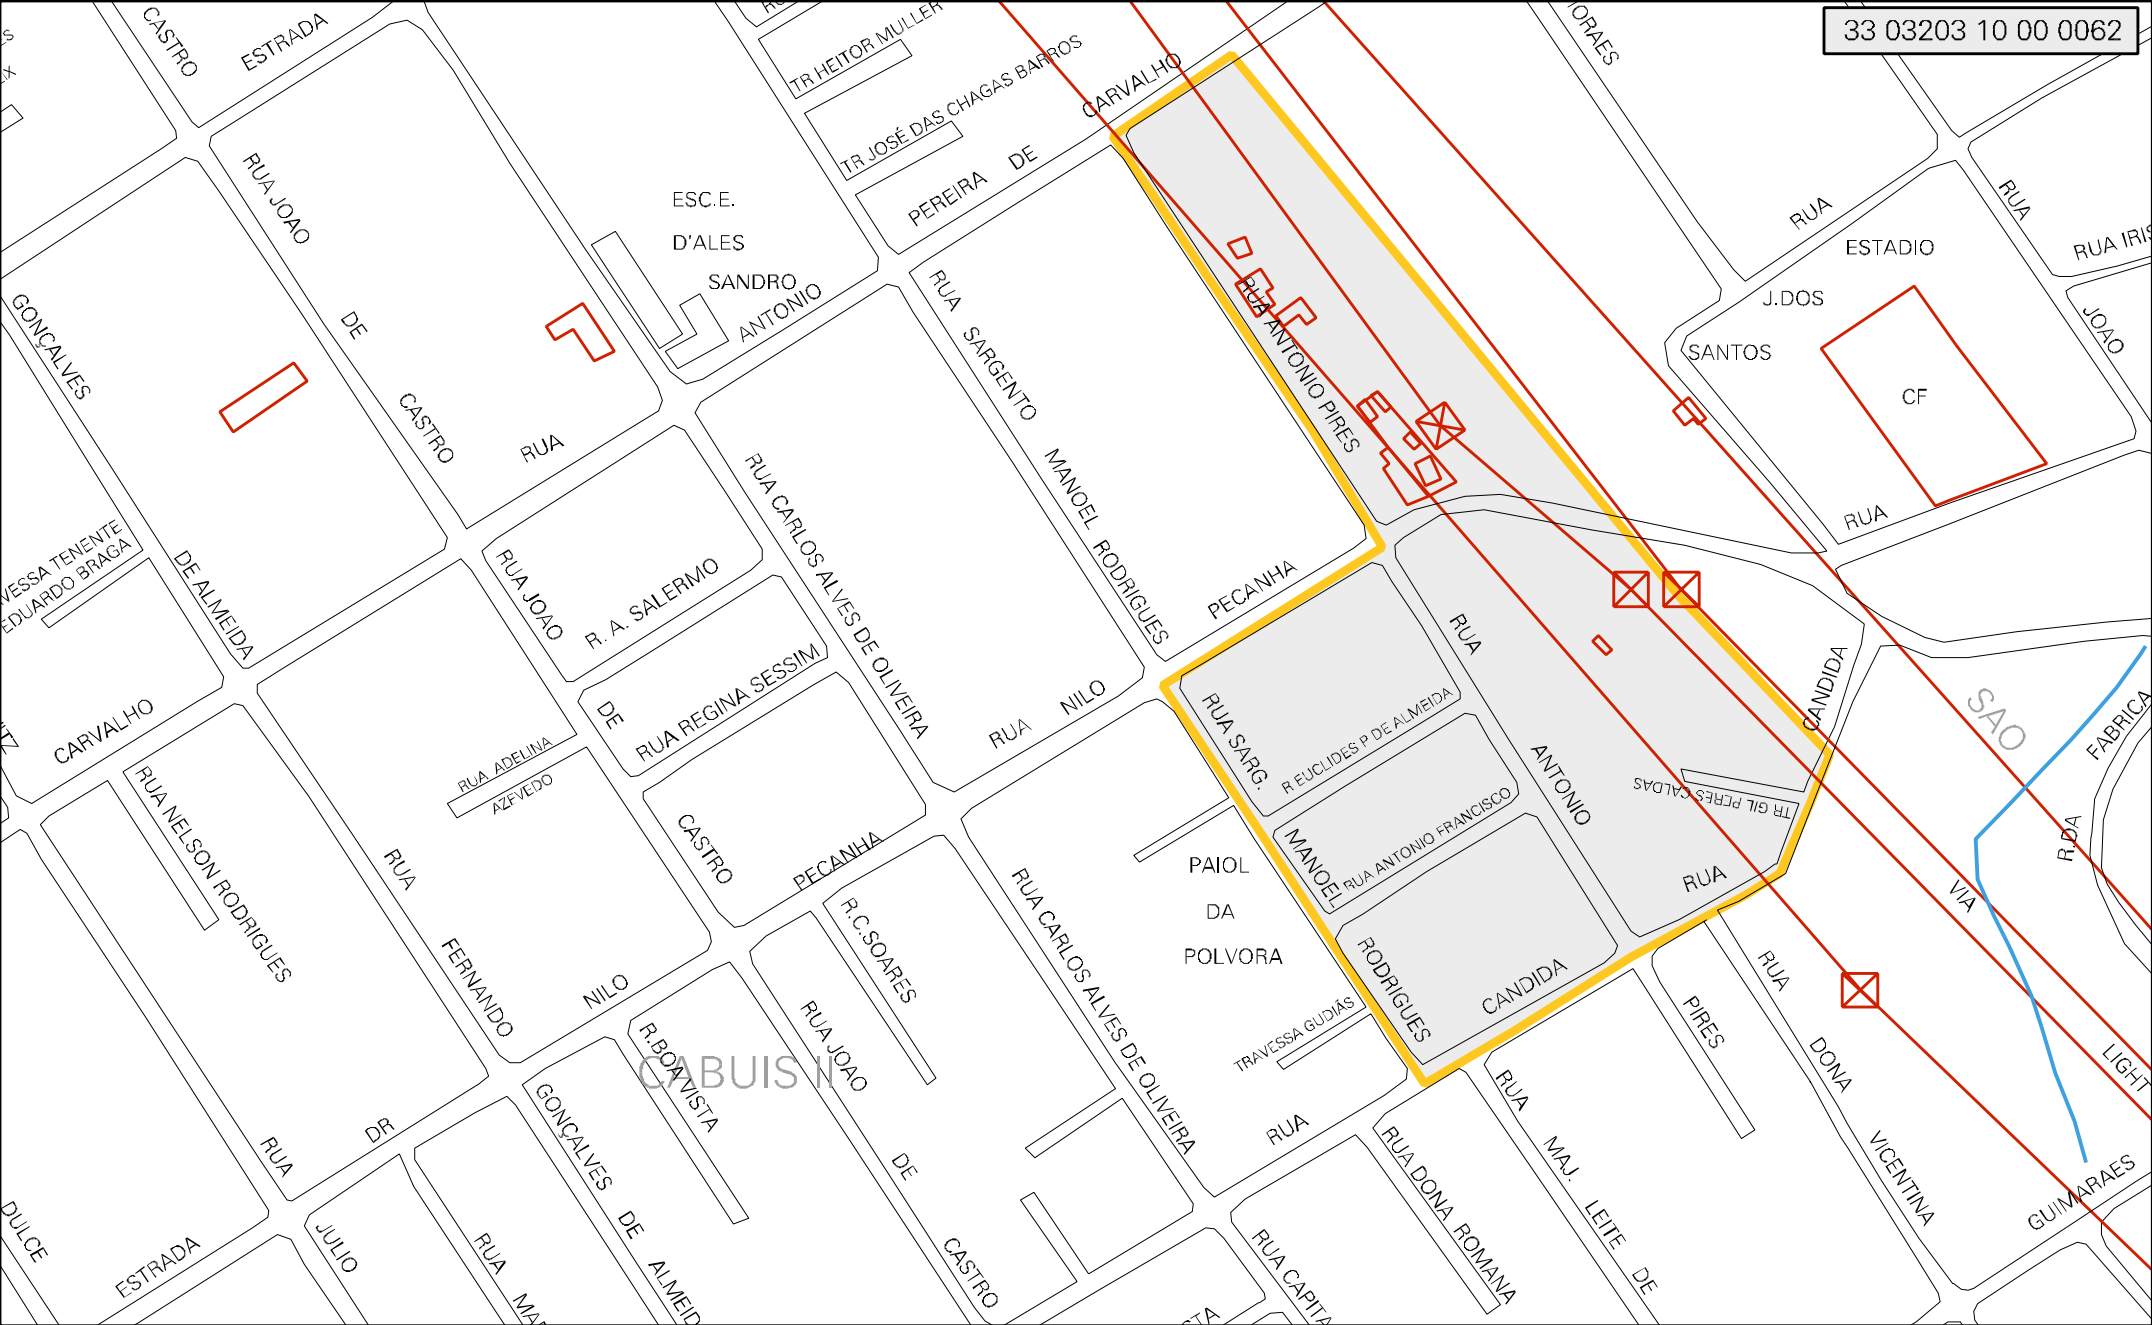 33 03203 10 00 0062
CASTRO
ESTRADA
TR HEITOR MULLER
TR JOSÉ DAS CHAGAS BARROS
CARVALHO
PEREIRA DE
RUA JOAO
DE
CASTRO
ESC.E.
D'ALES
SANDRO
ANTONIO
RUA
RUA
SARGENTO
MANOEL
RODRIGUES
RUA ANTONIO PIRES
RUA
ESTADIO
J.DOS
SANTOS
CF
RUA
RUA
JOAO
GONÇALVES
DE ALMEIDA
EDUARDO BRAGA
CARVALHO
RUA NELSON RODRIGUES
RUA JOAO
DE
CASTRO
R. A. SALERMO
RUA REGINA SESSIM
RUA ADELINA
AZFVEDO
RUA CARLOS ALVES DE OLIVEIRA
RUA NILO
PECANHA
RUA SARG.
MANOEL
RODRIGUES
R EUCLIDES P DE ALMEIDA
RUA ANTONIO FRANCISCO
RUA
ANTONIO
PIRES
TR GIL PERES CALDAS
CANDIDA
RUA
CANDIDA
SAO
FABRICA
R.DA
VIA
LIGHT
RUA
FERNANDO
NILO
PECANHA
R.C.SOARES
R.BOA VISTA
CABUIS II
RUA JOAO
DE
CASTRO
RUA CARLOS ALVES DE OLIVEIRA
PAIOL
DA
POLVORA
TRAVESSA GUDIÃS
RUA
RUA
DONA
VICENTINA
GUIMARAES
RUA
MAJ.
LEITE
DE
RUA DONA ROMANA
RUA
DR
GONÇALVES
DE
DULCE
ESTRADA
JULIO
RUA